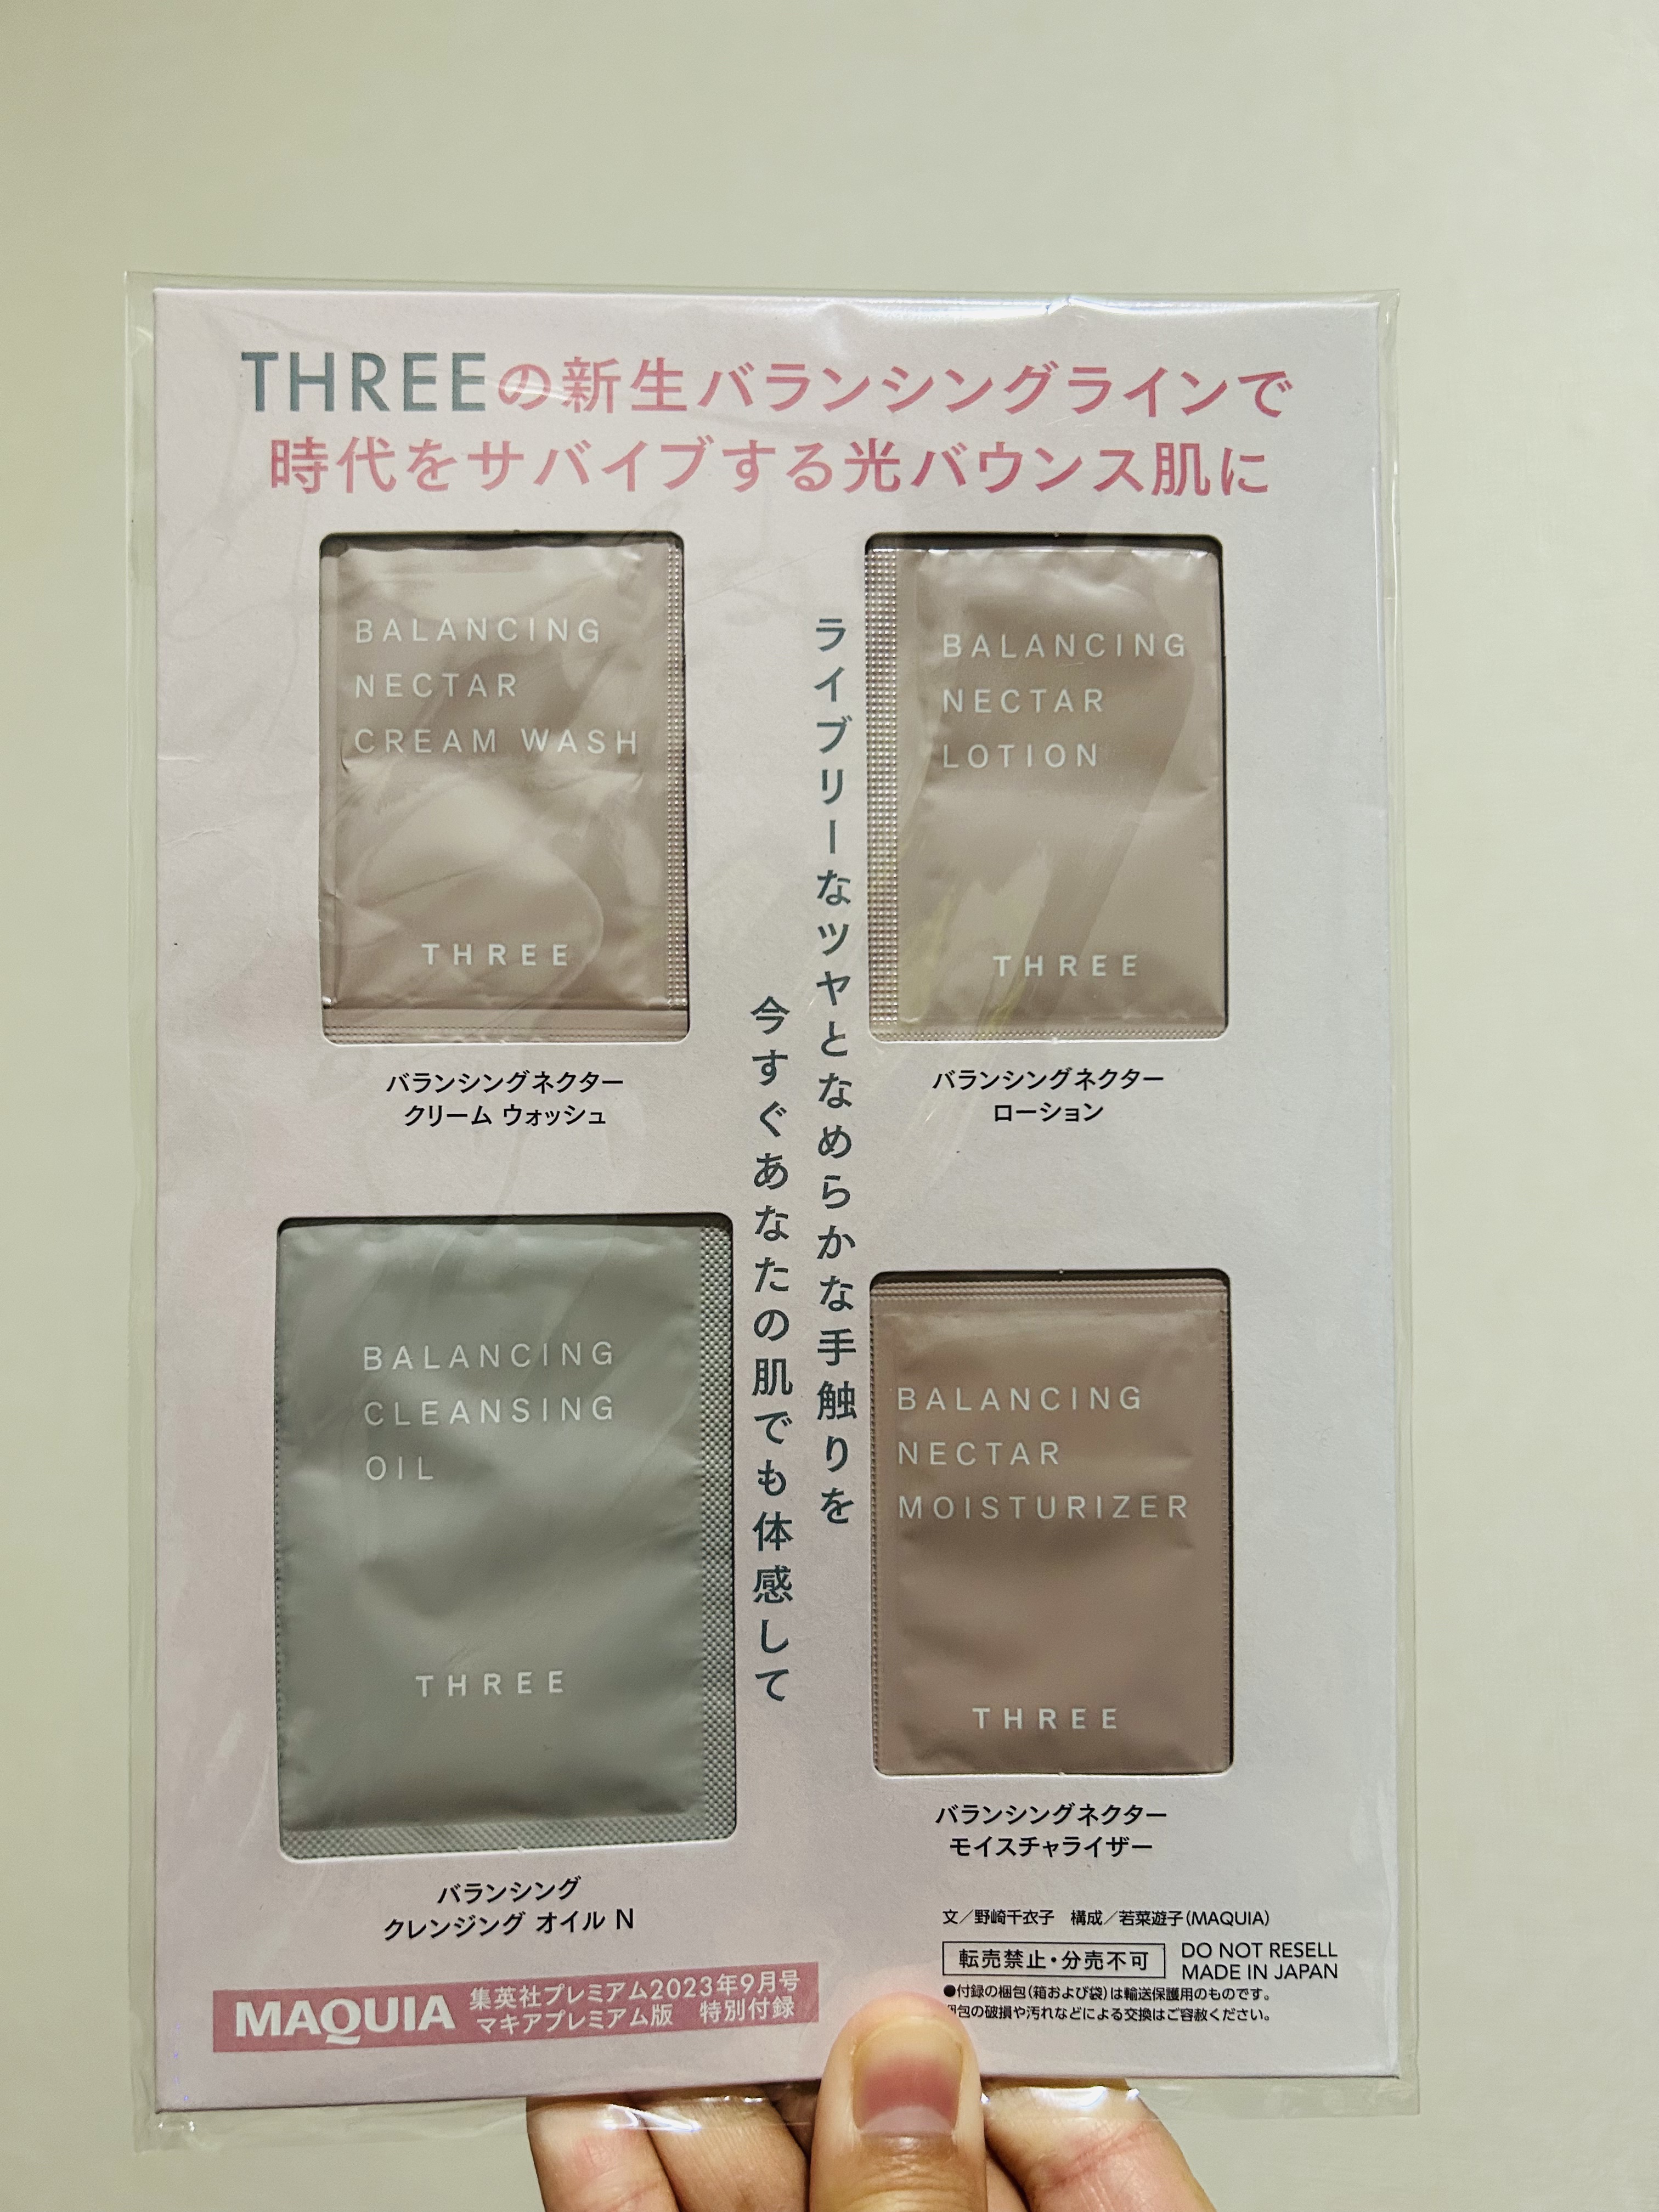 THREEの新生バランシングラインで
時代をサバイブする光バウンス肌に
BALANCING
NECTAR
CREAM WASH
THREE
バランシングネクター
クリーム ウォッシュ
BALANCING
NECTAR
LOTION
THREE
バランシングネクター
ローション
ライブリーなツヤとなめらかな手触りを
今すぐあなたの肌でも体感して
BALANCING
CLEANSING
OIL
THREE
バランシング
クレンジング オイル N
BALANCING
NECTAR
MOISTURIZER
THREE
バランシングネクター
モイスチャライザー
文/野崎千衣子 構成/若菜遊子(MAQUIA)
転売禁止・分売不可
DO NOT RESELL
MADE IN JAPAN
●付録の梱包(箱および袋)は輸送保護用のものです。
包の破損や汚れなどによる交換はご容赦ください。
MAQUIA
集英社プレミアム2023年9月号
マキアプレミアム版 特別付録